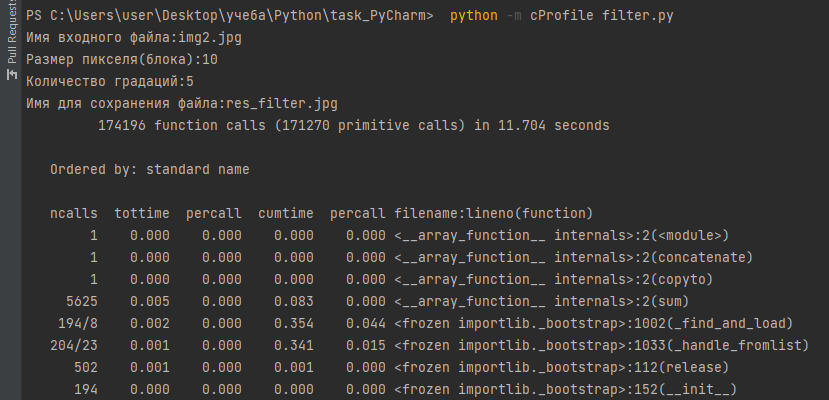 Pull Requests
PS C:\Users\user\Desktop\учеба\Python\task_PyCharm> python -m cProfile filter.py
Имя входного файла:img2.jpg
Размер пикселя(блока):10
Количество градаций:5
Имя для сохранения файла:res_filter.jpg
174196 function calls (171270 primitive calls) in 11.704 seconds
Ordered by: standard name
ncalls tottime percall cumtime percall filename:lineno(function)
1 0.000 0.000 0.000 0.000 <__array_function__ internals>:2(<module>)
1 0.000 0.000 0.000 0.000 <__array_function__ internals>:2(concatenate)
1 0.000 0.000 0.000 0.000 <__array_function__ internals>:2(copyto)
5625 0.005 0.000 0.083 0.000 <__array_function__ internals>:2(sum)
194/8 0.002 0.000 0.354 0.044 <frozen importlib._bootstrap>:1002(_find_and_load)
204/23 0.001 0.000 0.341 0.015 <frozen importlib._bootstrap>:1033(_handle_fromlist)
502 0.001 0.000 0.001 0.000 <frozen importlib._bootstrap>:112(release)
194 0.000 0.000 0.000 0.000 <frozen importlib._bootstrap>:152(__init__)